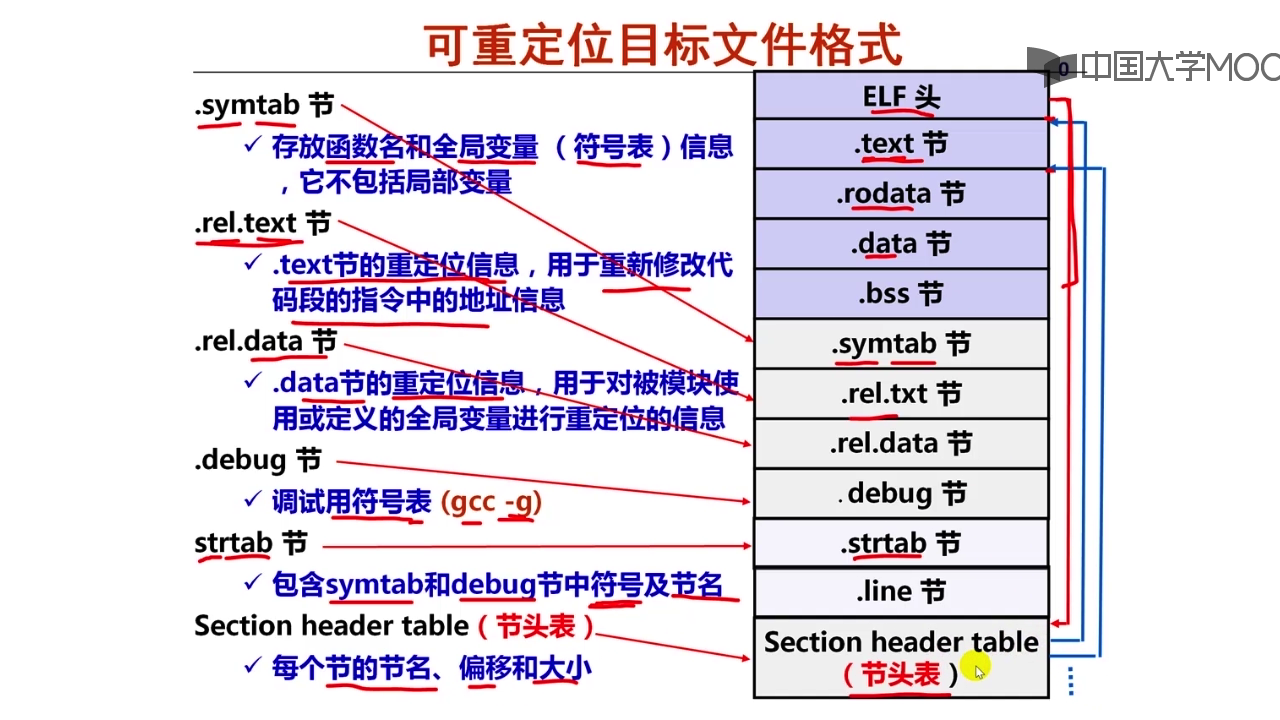 可重定位目标文件格式
中国大学MOO
0
.symtab 节
✓ 存放函数名和全局变量 （符号表）信息
，它不包括局部变量
.rel.text 节
✓ .text节的重定位信息，用于重新修改代
码段的指令中的地址信息
.rel.data 节
✓ .data节的重定位信息，用于对被模块使
用或定义的全局变量进行重定位的信息
.debug 节
✓ 调试用符号表 (gcc -g)
strtab 节
✓ 包含symtab和debug节中符号及节名
Section header table（节头表）
✓ 每个节的节名、偏移和大小
ELF 头
.text 节
.rodata 节
.data 节
.bss 节
.symtab 节
.rel.txt 节
.rel.data 节
. debug 节
.strtab 节
.line 节
Section header table
（节头表）